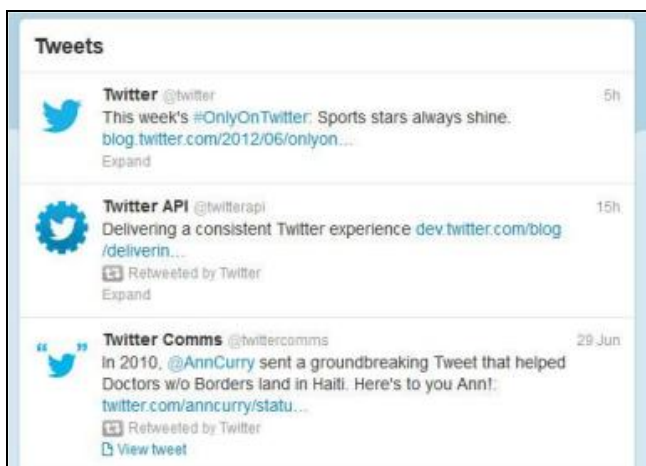 Tweets
Twitter @twitter 5h
This week's #OnlyOnTwitter: Sports stars always shine.
blog.twitter.com/2012/06/onlyon…
Expand
Twitter API @twitterapi 15h
Delivering a consistent Twitter experience dev.twitter.com/blog
/deliverin…
Retweeted by Twitter
Expand
Twitter Comms @twittercomms 29 Jun
In 2010, @AnnCurry sent a groundbreaking Tweet that helped
Doctors w/o Borders land in Haiti. Here's to you Ann!:
twitter.com/anncurry/statu…
Retweeted by Twitter
View tweet